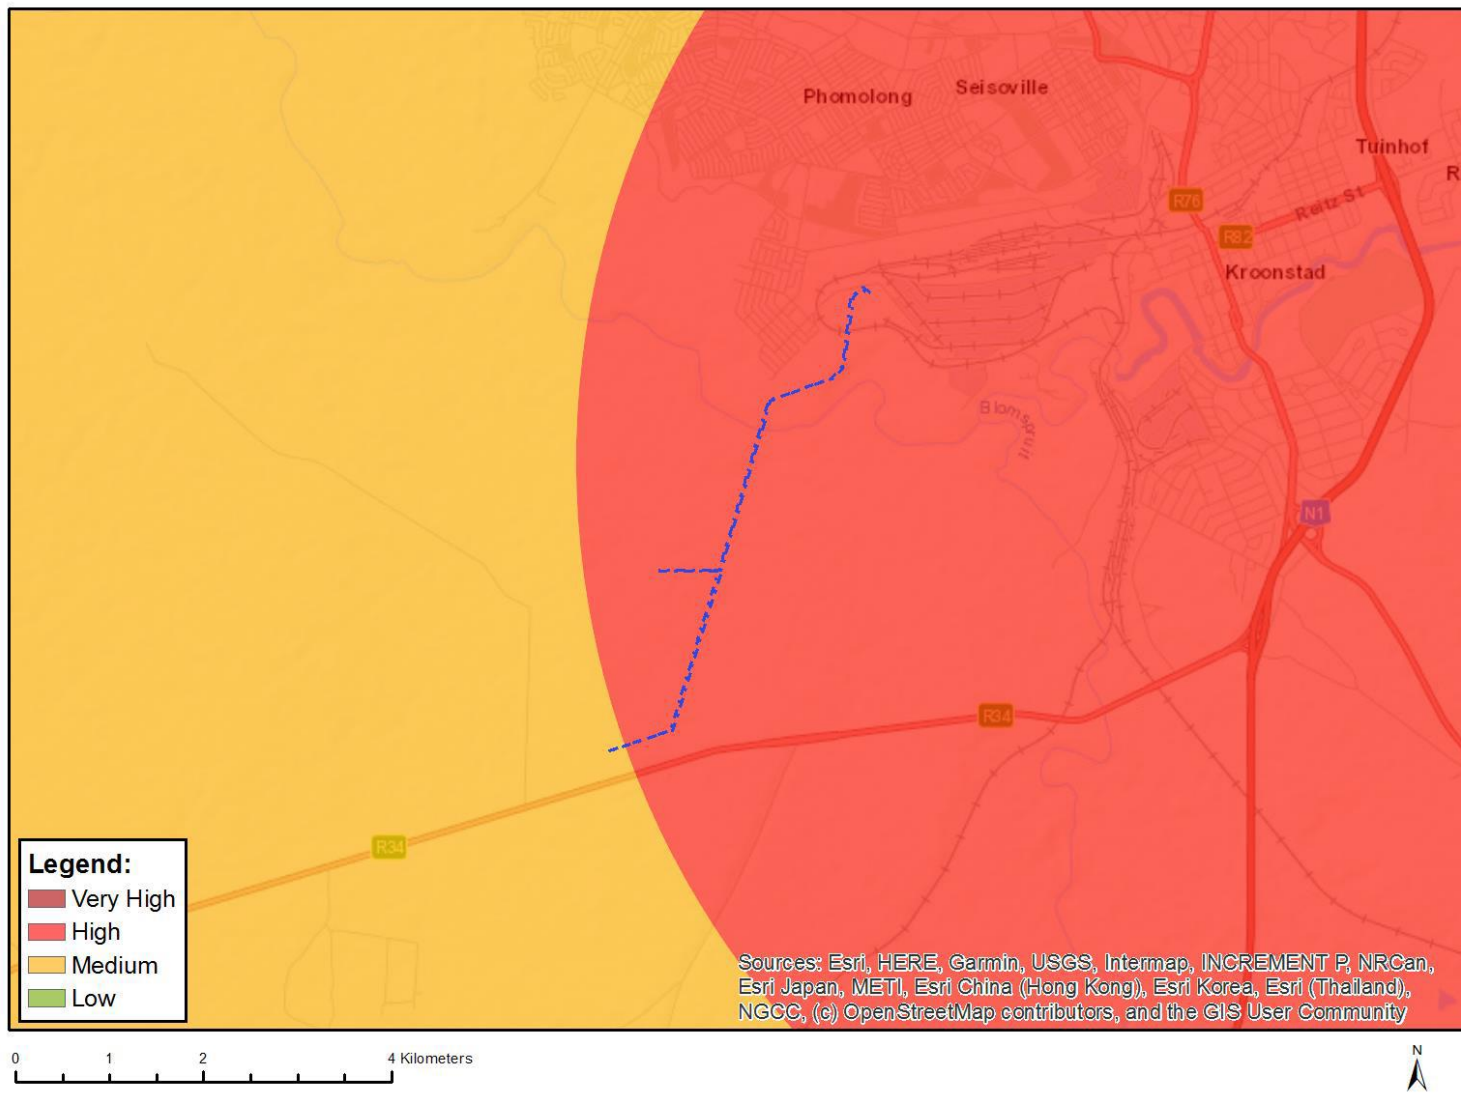 Phomolong
Seisoville
Tuinhof
R
R76
Reitz St
R82
Kroonstad
Blomspruit
N1
R34
R34
Legend:
Very High
High
Medium
Low
Sources: Esri, HERE, Garmin, USGS, Intermap, INCREMENT P, NRCan,
Esri Japan, METI, Esri China (Hong Kong), Esri Korea, Esri (Thailand),
NGCC, (c) OpenStreetMap contributors, and the GIS User Community
0 1 2 4 Kilometers
N